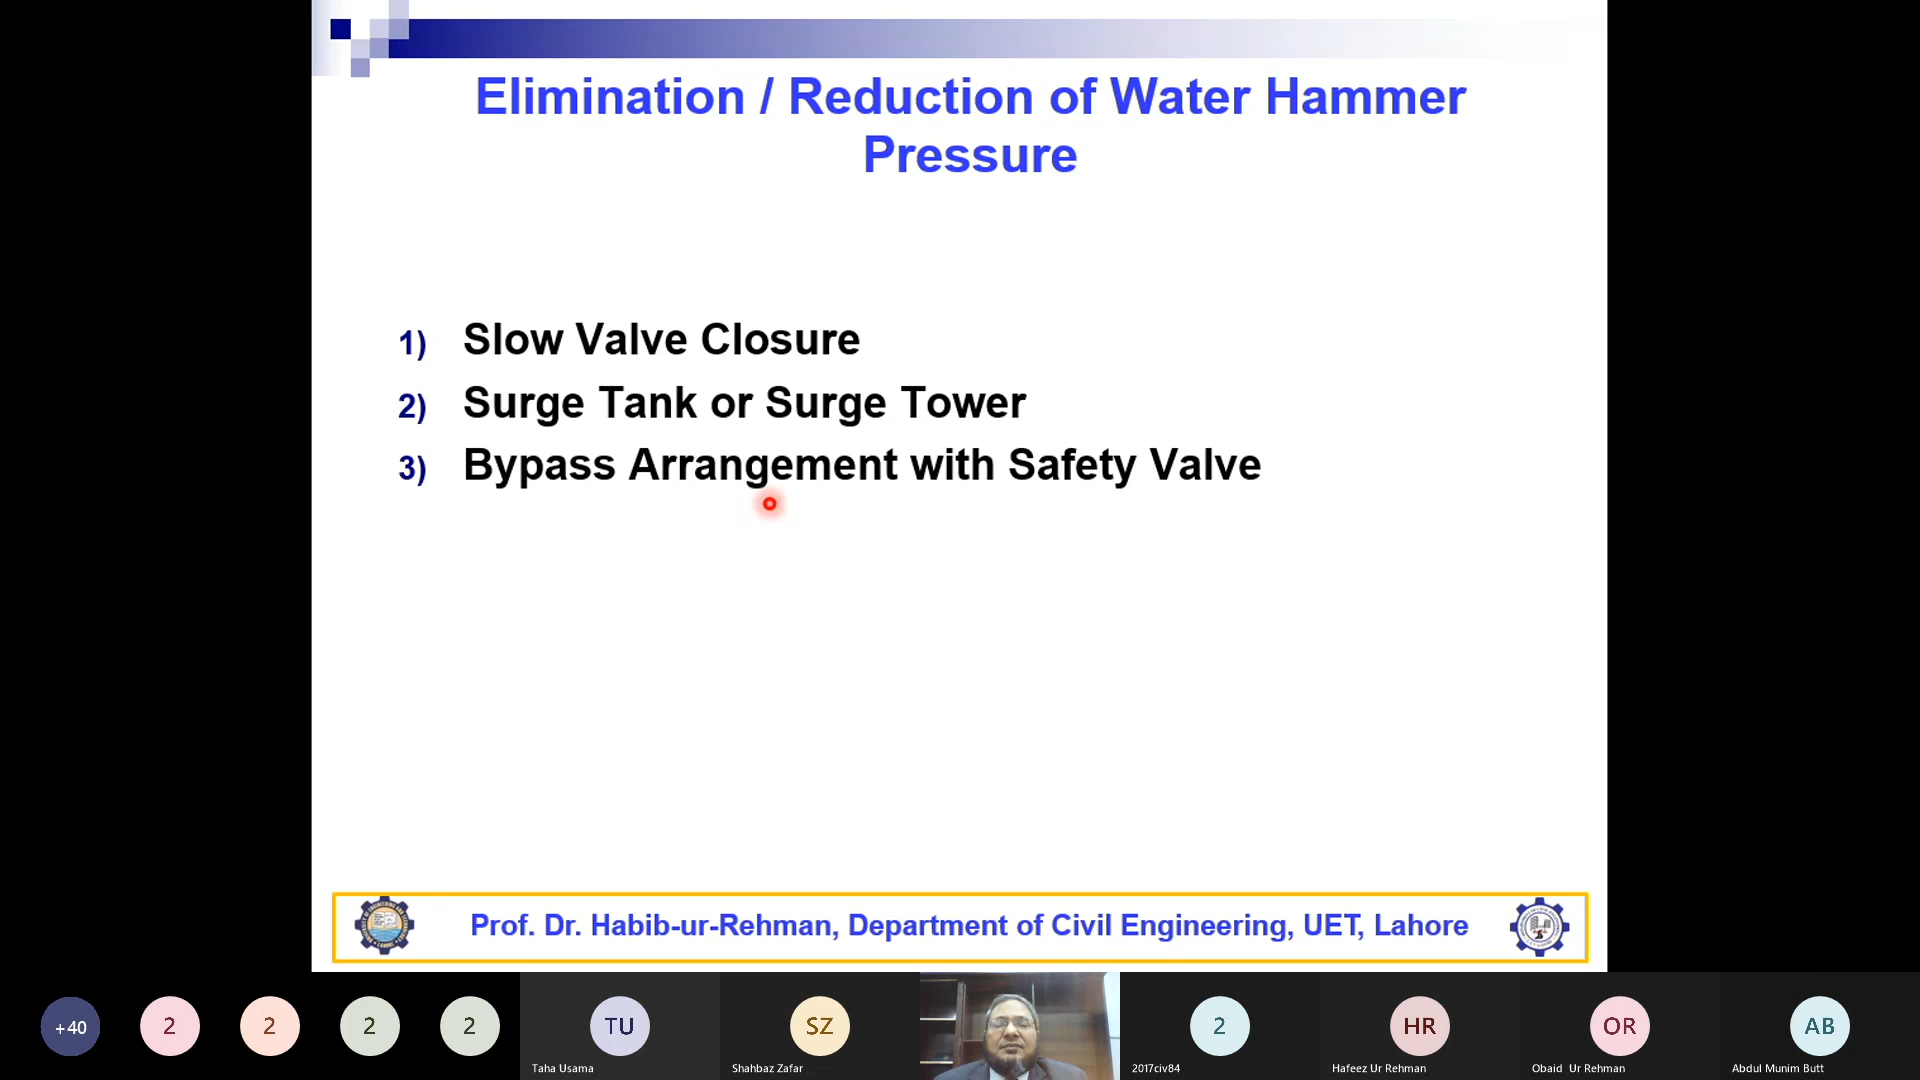 Elimination / Reduction of Water Hammer
Pressure
1) Slow Valve Closure
2) Surge Tank or Surge Tower
3) Bypass Arrangement with Safety Valve
Prof. Dr. Habib-ur-Rehman, Department of Civil Engineering, UET, Lahore
+40
2
2
2
2
TU
SZ
2
HR
OR
AB
Taha Usama
Shahbaz Zafar
2017civ84
Hafeez Ur Rehman
Obaid Ur Rehman
Abdul Munim Butt